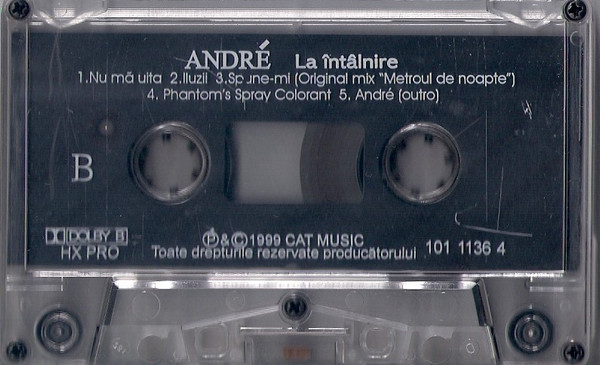 ANDRÉ La întâlnire
1.Nu mă uita 2.Iluzii 3.Spune-mi (Original mix "Metroul de noapte")
4. Phantom's Spray Colorant 5. André (outro)
B
DOLBY B
HX PRO
℗&©1999 CAT MUSIC
Toate drepturile rezervate producătorului
101 1136 4